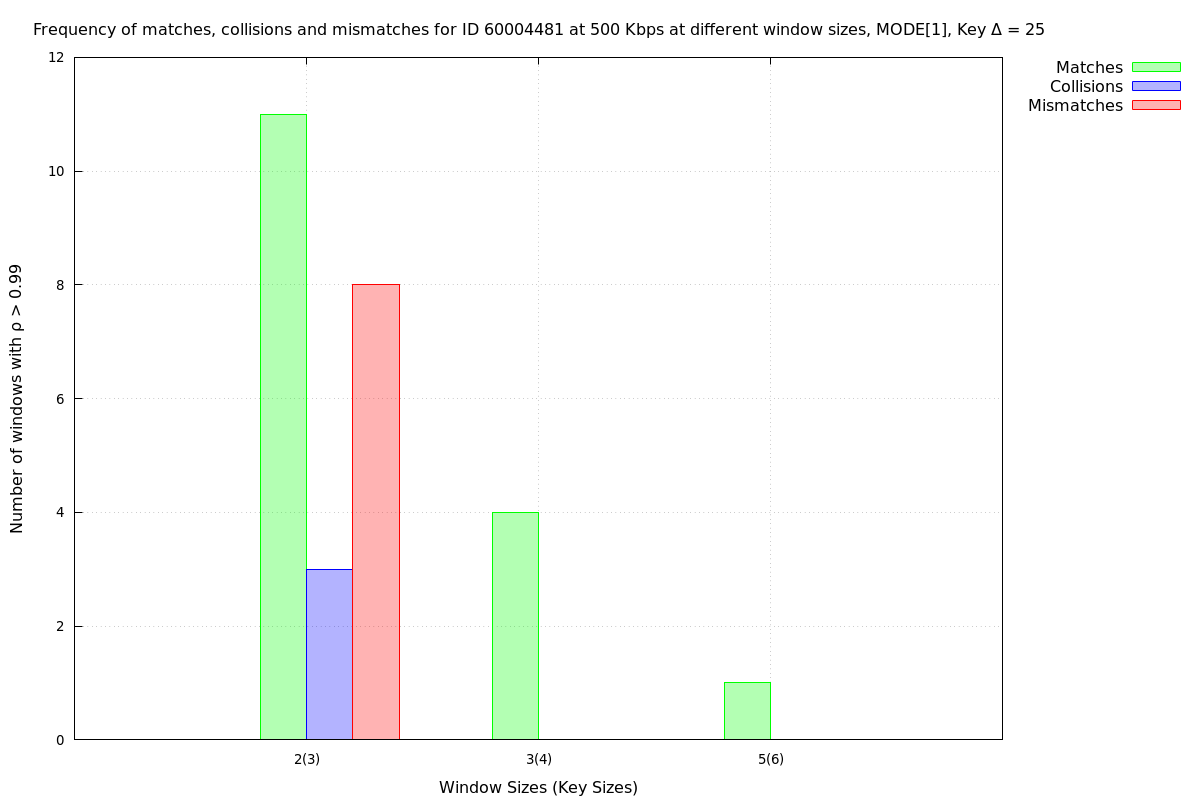 Frequency of matches, collisions and mismatches for ID 60004481 at 500 Kbps at different window sizes, MODE[1], Key Δ = 25
Matches
Collisions
Mismatches
Number of windows with ρ > 0.99
12
10
8
6
4
2
0
2(3) 3(4) 5(6)
Window Sizes (Key Sizes)